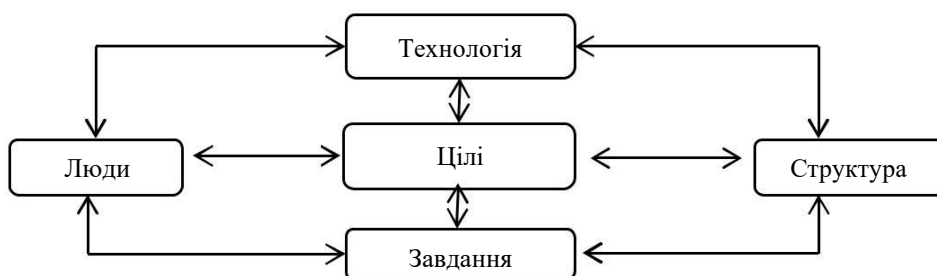 Технологія
Люди
Цілі
Структура
Завдання